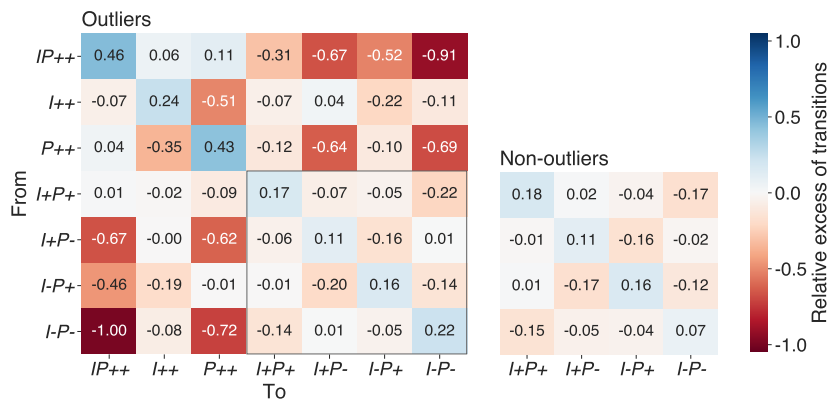 Outliers
IP++ 0.46 0.06 0.11 -0.31 -0.67 -0.52 -0.91
I++ -0.07 0.24 -0.51 -0.07 0.04 -0.22 -0.11
P++ 0.04 -0.35 0.43 -0.12 -0.64 -0.10 -0.69
I+P+ 0.01 -0.02 -0.09 0.17 -0.07 -0.05 -0.22
I+P- -0.67 -0.00 -0.62 -0.06 0.11 -0.16 0.01
I-P+ -0.46 -0.19 -0.01 -0.01 -0.20 0.16 -0.14
I-P- -1.00 -0.08 -0.72 -0.14 0.01 -0.05 0.22
IP++ I++ P++ I+P+ I+P- I-P+ I-P-
From
To
Non-outliers
0.18 0.02 -0.04 -0.17
-0.01 0.11 -0.16 -0.02
0.01 -0.17 0.16 -0.12
-0.15 -0.05 -0.04 0.07
I+P+ I+P- I-P+ I-P-
1.0
0.5
0.0
-0.5
-1.0
Relative excess of transitions